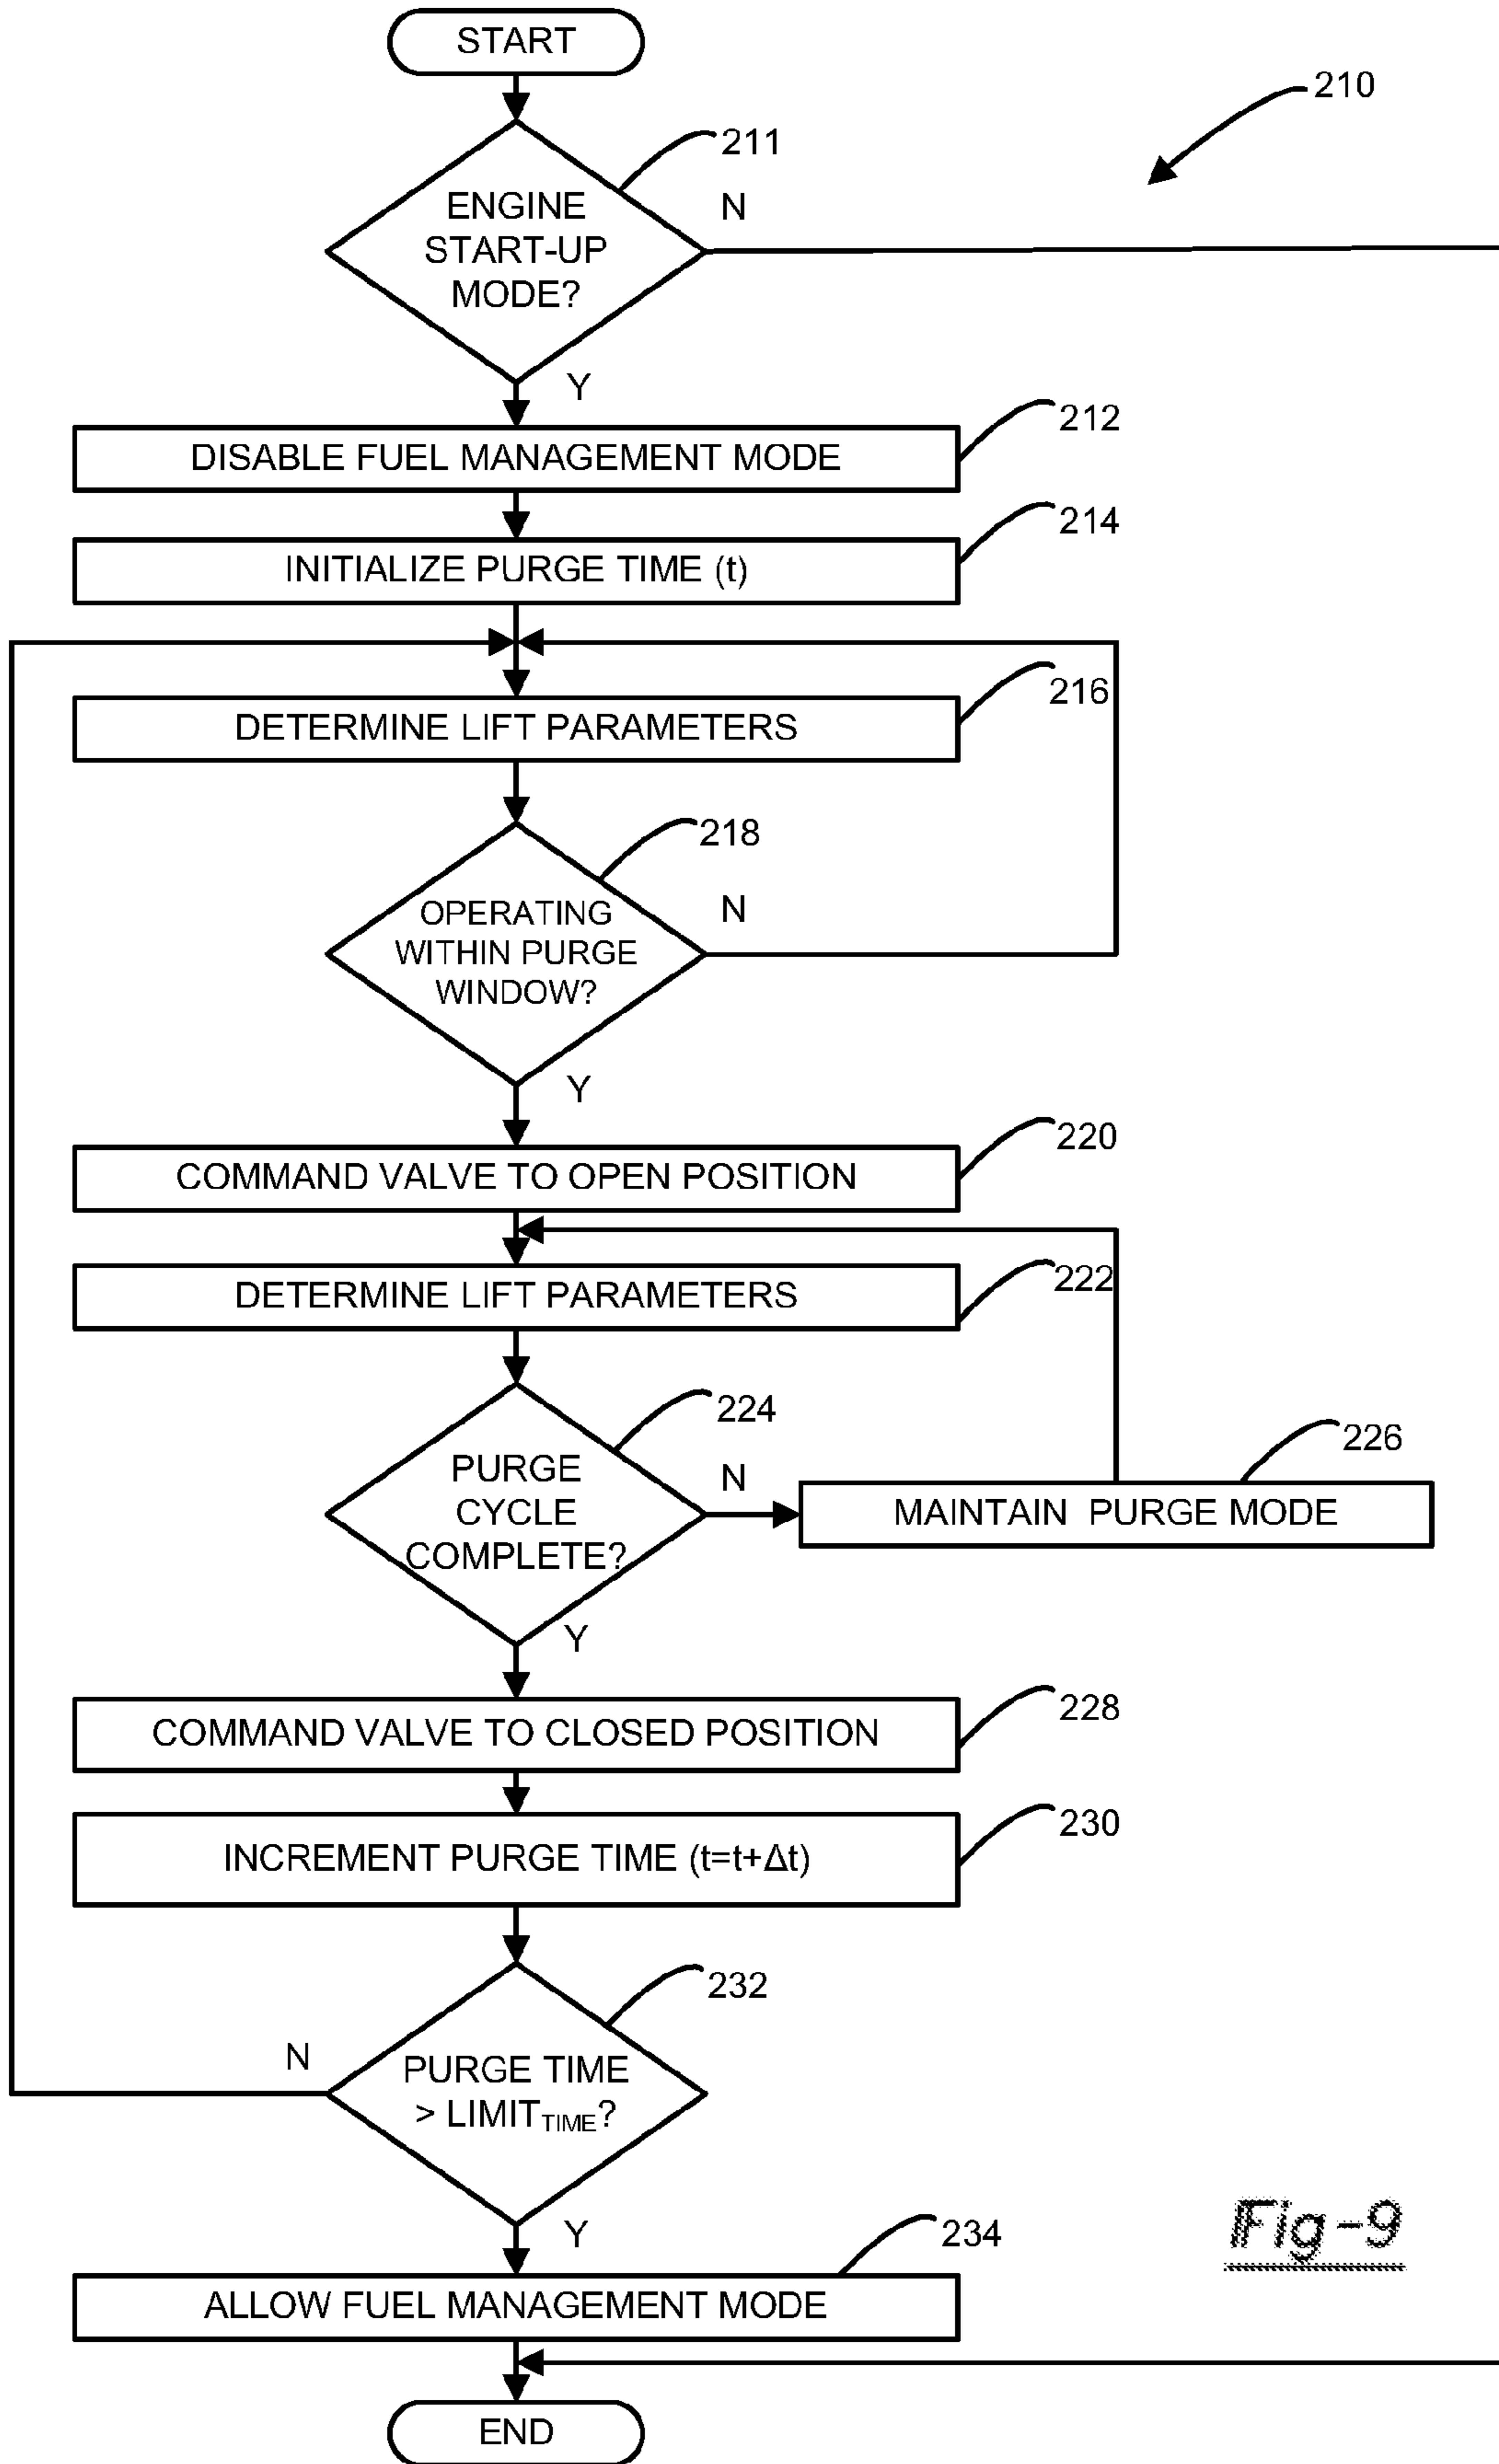 START
210
211
ENGINE
START-UP
MODE?
N
Y
212
DISABLE FUEL MANAGEMENT MODE
214
INITIALIZE PURGE TIME (t)
216
DETERMINE LIFT PARAMETERS
218
OPERATING
WITHIN PURGE
WINDOW?
N
Y
220
COMMAND VALVE TO OPEN POSITION
222
DETERMINE LIFT PARAMETERS
224
PURGE
CYCLE
COMPLETE?
N
226
MAINTAIN PURGE MODE
Y
228
COMMAND VALVE TO CLOSED POSITION
230
INCREMENT PURGE TIME (t=t+Δt)
232
N
PURGE TIME
> LIMITTIME?
Y
234
ALLOW FUEL MANAGEMENT MODE
Fig-9
END